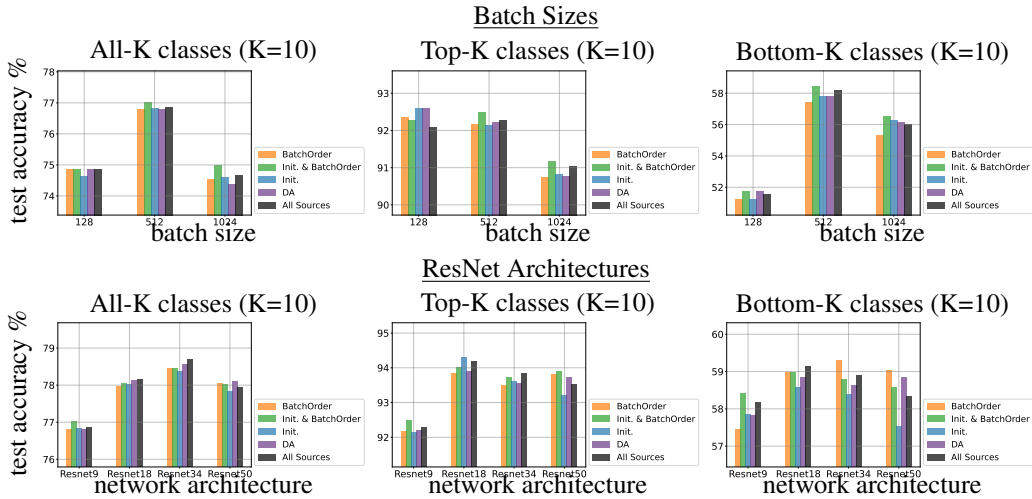 Batch Sizes
All-K classes (K=10)
Top-K classes (K=10)
Bottom-K classes (K=10)
test accuracy %
78
77
76
75
74
128
512
1024
batch size
BatchOrder
Init. & BatchOrder
Init.
DA
All Sources
93
92
91
90
128
512
1024
batch size
BatchOrder
Init. & BatchOrder
Init.
DA
All Sources
58
56
54
52
128
512
1024
batch size
BatchOrder
Init. & BatchOrder
Init.
DA
All Sources
ResNet Architectures
All-K classes (K=10)
Top-K classes (K=10)
Bottom-K classes (K=10)
test accuracy %
79
78
77
76
Resnet9
Resnet18
Resnet34
Resnet50
network architecture
BatchOrder
Init. & BatchOrder
Init.
DA
All Sources
95
94
93
92
Resnet9
Resnet18
Resnet34
Resnet50
network architecture
BatchOrder
Init. & BatchOrder
Init.
DA
All Sources
60
59
58
57
Resnet9
Resnet18
Resnet34
Resnet50
network architecture
BatchOrder
Init. & BatchOrder
Init.
DA
All Sources